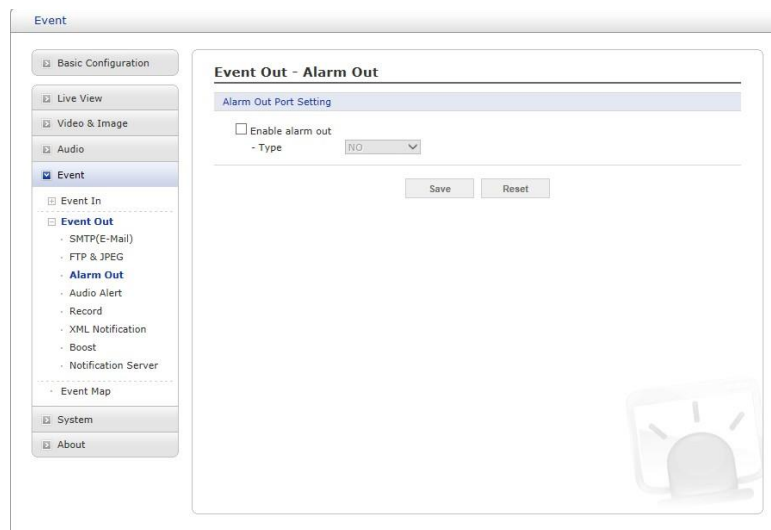 Event
Basic Configuration
Live View
Video & Image
Audio
Event
Event In
Event Out
SMTP(E-Mail)
FTP & JPEG
Alarm Out
Audio Alert
Record
XML Notification
Boost
Notification Server
Event Map
System
About
Event Out - Alarm Out
Alarm Out Port Setting
Enable alarm out
- Type NO
Save Reset